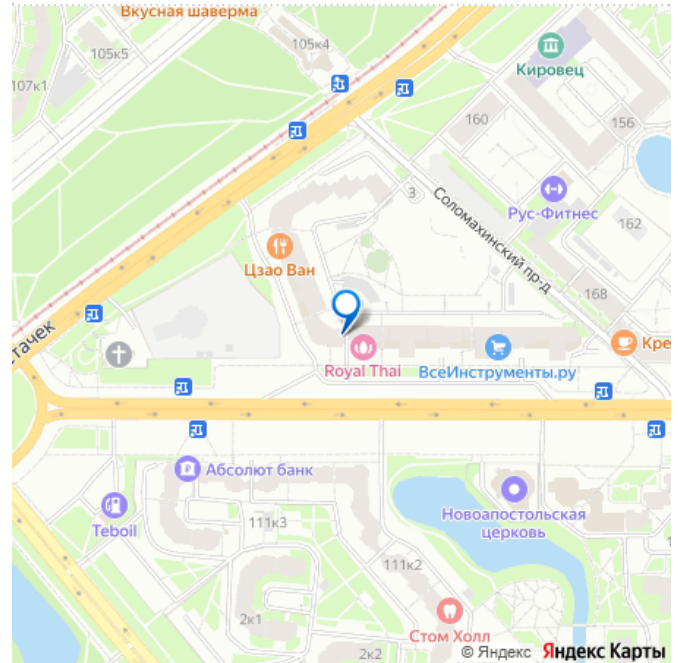 Вкусная шаверма
105к4
105к5
107к1
Кировец
160
156
Рус-Фитнес
3
Соломахинский пр-д
162
Цзао Ван
168
Кре
стачек
Royal Thai
ВсеИнструменты.ру
Абсолют банк
Teboil
111к3
Новоапостольская
церковь
111к2
2к1
Стом Холл
2к2
© Яндекс Яндекс Карты